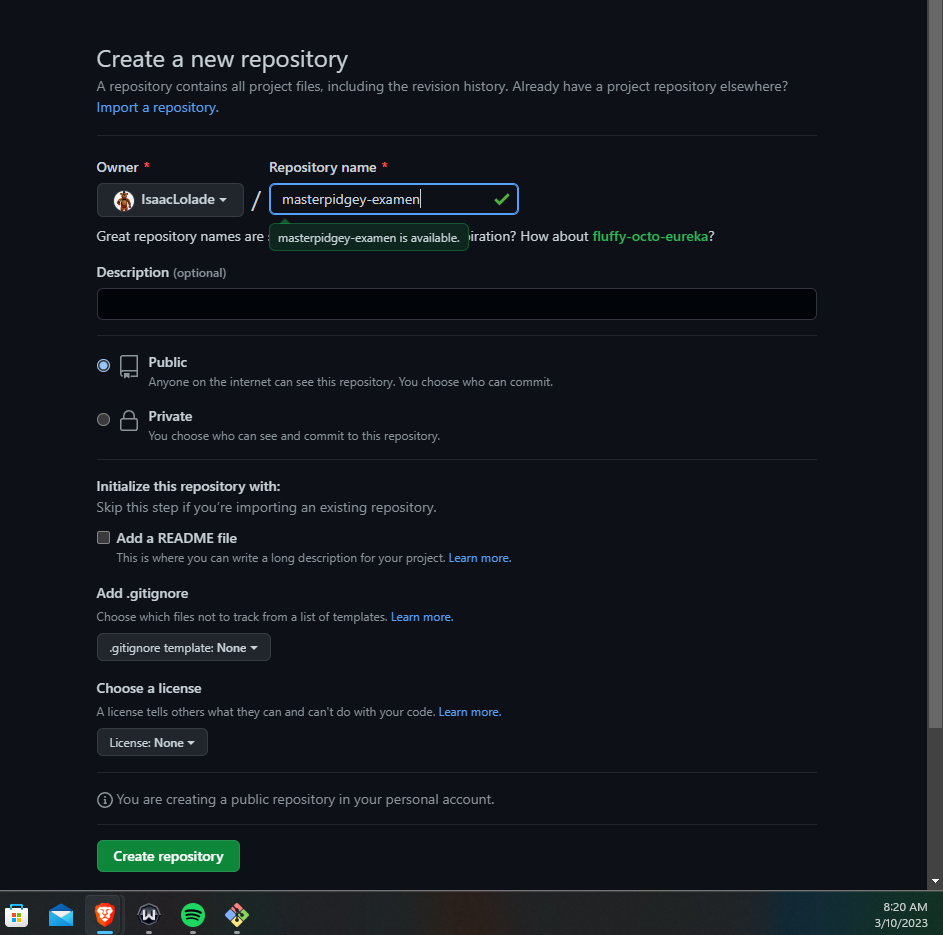 Create a new repository
A repository contains all project files, including the revision history. Already have a project repository elsewhere?
Import a repository.
Owner *
Repository name *
IsaacLolade
/
masterpidgey-examen
Great repository names are
masterpidgey-examen is available.
iration? How about fluffy-octo-eureka?
Description (optional)
Public
Anyone on the internet can see this repository. You choose who can commit.
Private
You choose who can see and commit to this repository.
Initialize this repository with:
Skip this step if you're importing an existing repository.
Add a README file
This is where you can write a long description for your project. Learn more.
Add .gitignore
Choose which files not to track from a list of templates. Learn more.
.gitignore template: None
Choose a license
A license tells others what they can and can't do with your code. Learn more.
License: None
You are creating a public repository in your personal account.
Create repository
8:20 AM
3/10/2023